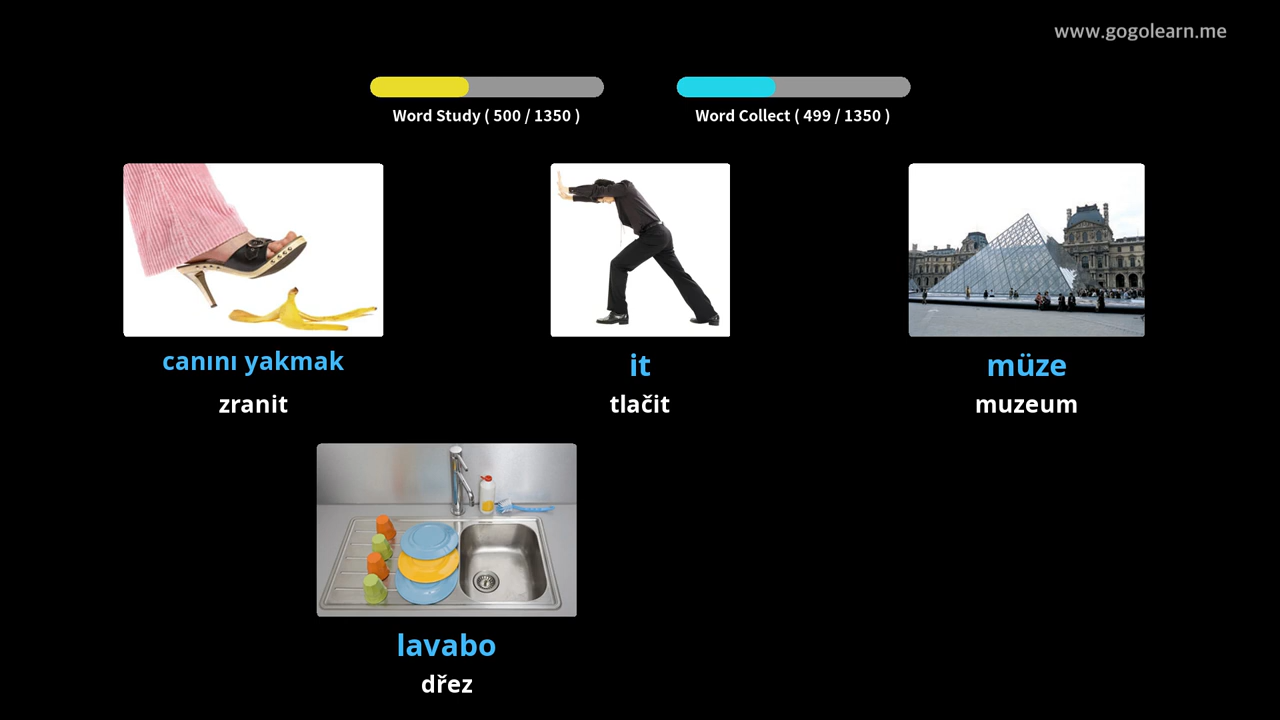 www.gogolearn.me
Word Study ( 500 / 1350 )
Word Collect ( 499 / 1350 )
canını yakmak
zranit
it
tlačit
müze
muzeum
lavabo
dřez